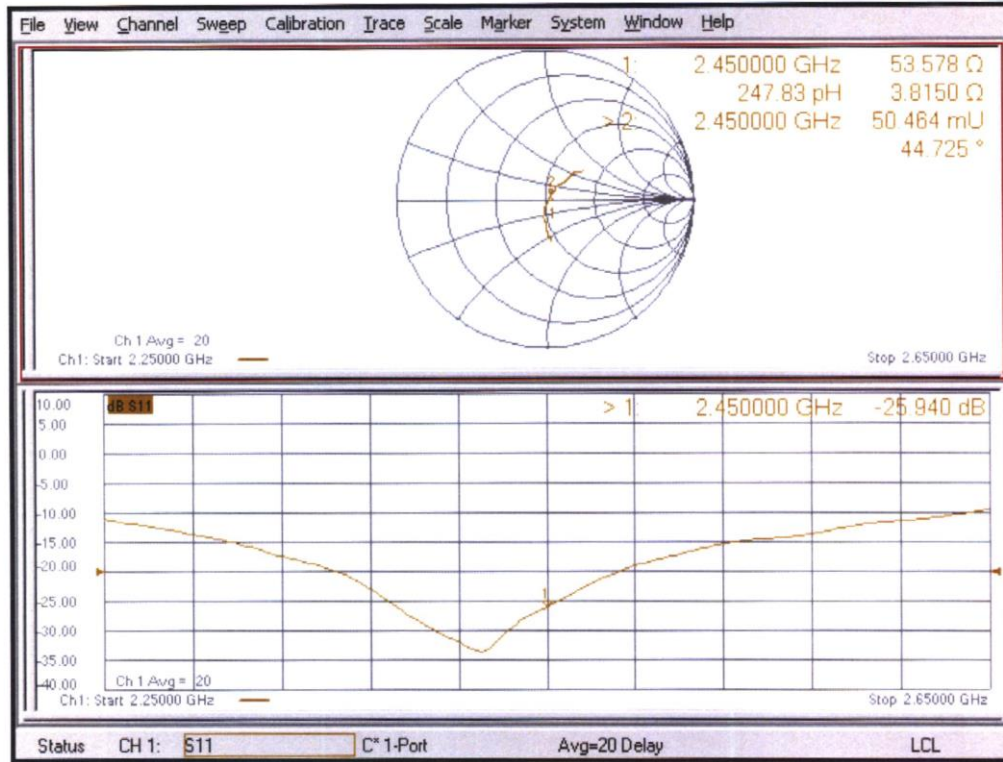 File View Channel Sweep Calibration Trace Scale Marker System Window Help
1: 2.450000 GHz 53.578 Ω
247.83 pH 3.8150 Ω
> 2: 2.450000 GHz 50.464 mU
44.725 °
2
1
Ch 1 Avg = 20
Ch1: Start 2.25000 GHz Stop 2.65000 GHz
10.00 dB S11 > 1: 2.450000 GHz -25.940 dB
5.00
0.00
-5.00
-10.00
-15.00
-20.00
-25.00 1
-30.00
-35.00
-40.00
Ch 1 Avg = 20
Ch1: Start 2.25000 GHz Stop 2.65000 GHz
Status CH 1: S11 C* 1-Port Avg=20 Delay LCL